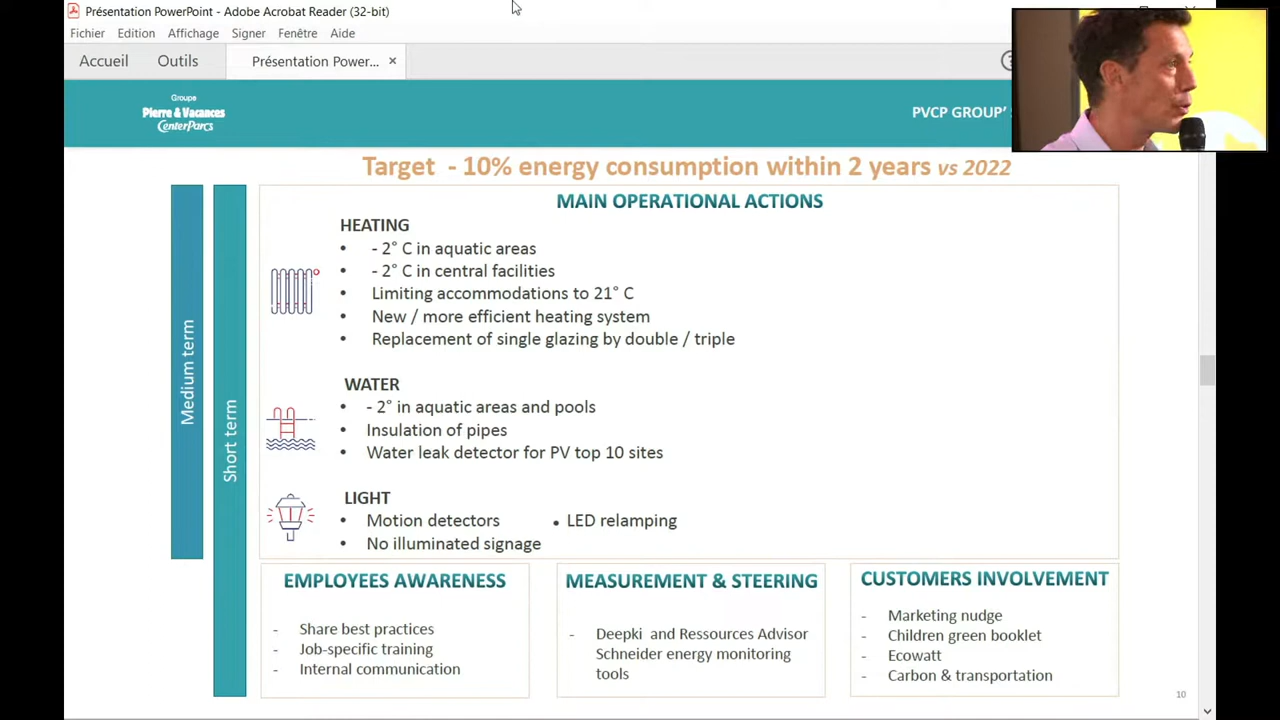 Présentation PowerPoint - Adobe Acrobat Reader (32-bit)
Fichier Edition Affichage Signer Fenêtre Aide
Accueil Outils Présentation Power... ×
Groupe
Pierre & Vacances
CenterParcs
PVCP GROUP'
Target - 10% energy consumption within 2 years vs 2022
Medium term
Short term
MAIN OPERATIONAL ACTIONS
HEATING
• - 2° C in aquatic areas
• - 2° C in central facilities
• Limiting accommodations to 21° C
• New / more efficient heating system
• Replacement of single glazing by double / triple
WATER
• - 2° in aquatic areas and pools
• Insulation of pipes
• Water leak detector for PV top 10 sites
LIGHT
• Motion detectors • LED relamping
• No illuminated signage
EMPLOYEES AWARENESS
- Share best practices
- Job-specific training
- Internal communication
MEASUREMENT & STEERING
- Deepki and Ressources Advisor
Schneider energy monitoring
tools
CUSTOMERS INVOLVEMENT
- Marketing nudge
- Children green booklet
- Ecowatt
- Carbon & transportation
10